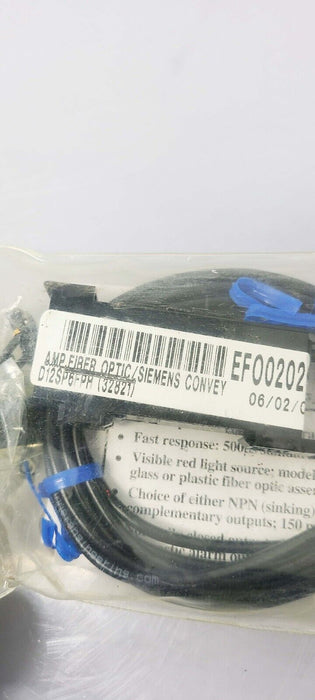 AMP FIBER OPTIC/SIEMENS CONVEY
D12SP6FPH (32821)
EF00202
06/02/0
Fast response: 500
Visible red light source; model
glass or plastic fiber optic asse
Choice of either NPN (sinking)
complementary outputs; 150 m